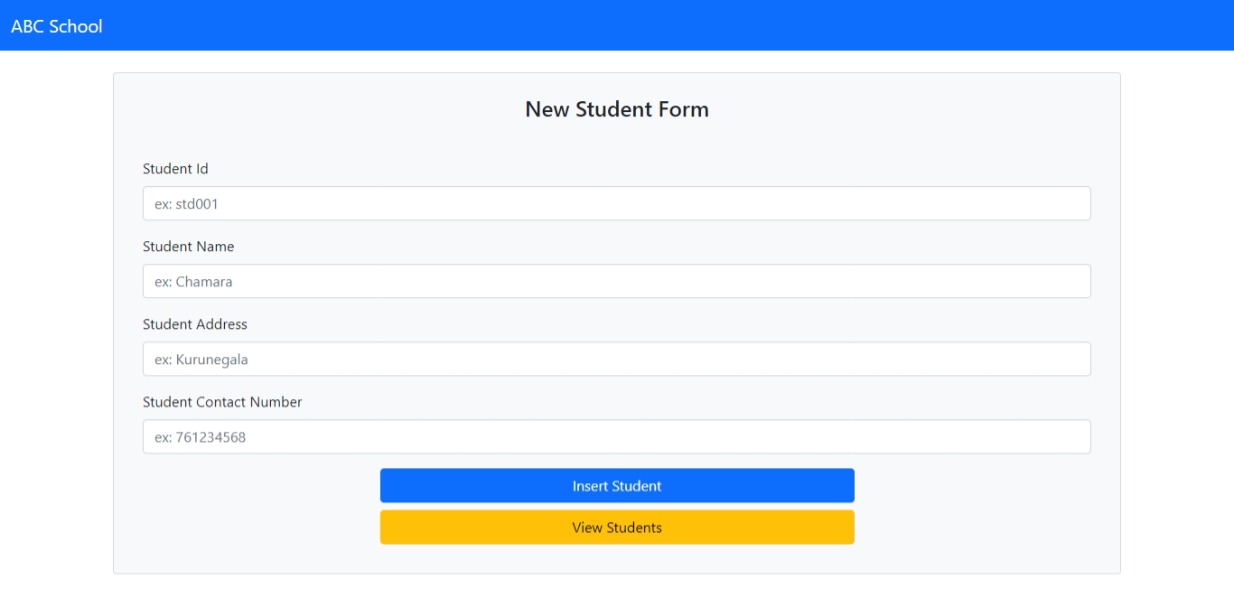 ABC School
New Student Form
Student Id
ex: std001
Student Name
ex: Chamara
Student Address
ex: Kurunegala
Student Contact Number
ex: 761234568
Insert Student
View Students